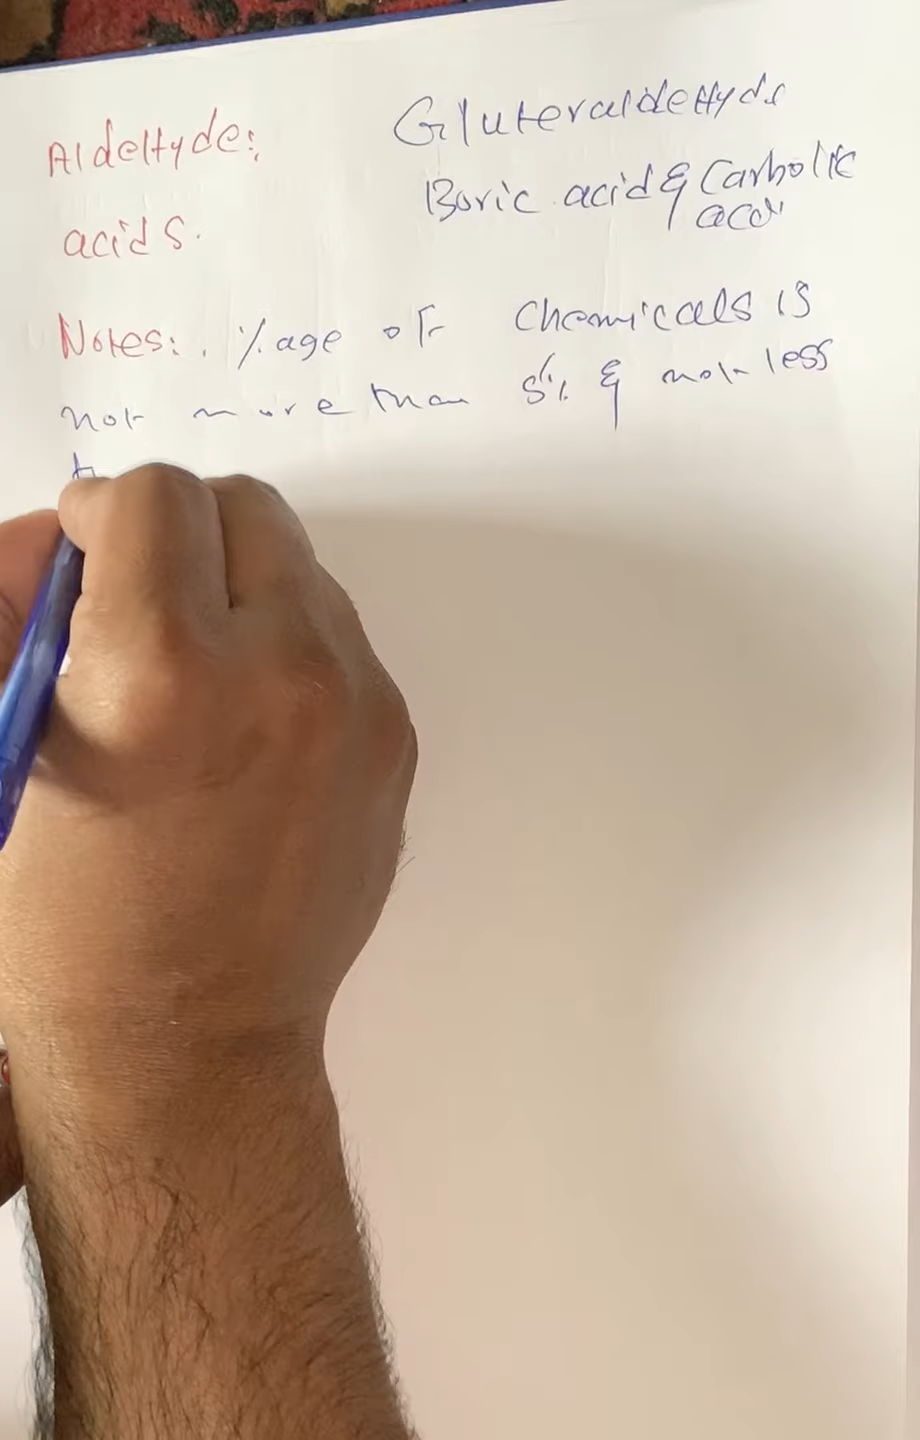 Aldehyde: Gluteraldehyde
acids. Boric acid & Carbolic
acid
Notes: %age of Chemicals is
not more than 5% & not less